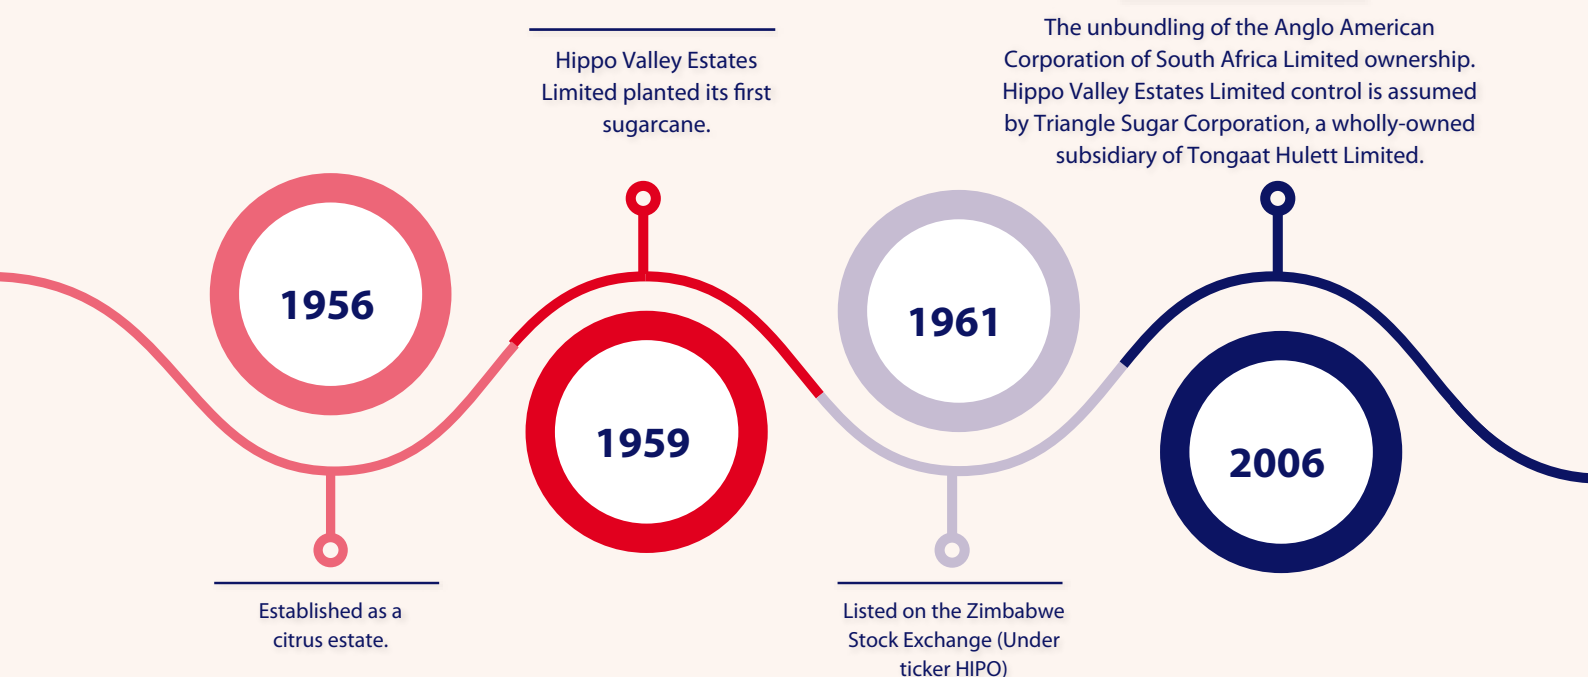 1956
Established as a
citrus estate.
Hippo Valley Estates
Limited planted its first
sugarcane.
1959
1961
Listed on the Zimbabwe
Stock Exchange (Under
ticker HIPO)
The unbundling of the Anglo American
Corporation of South Africa Limited ownership.
Hippo Valley Estates Limited control is assumed
by Triangle Sugar Corporation, a wholly-owned
subsidiary of Tongaat Hulett Limited.
2006